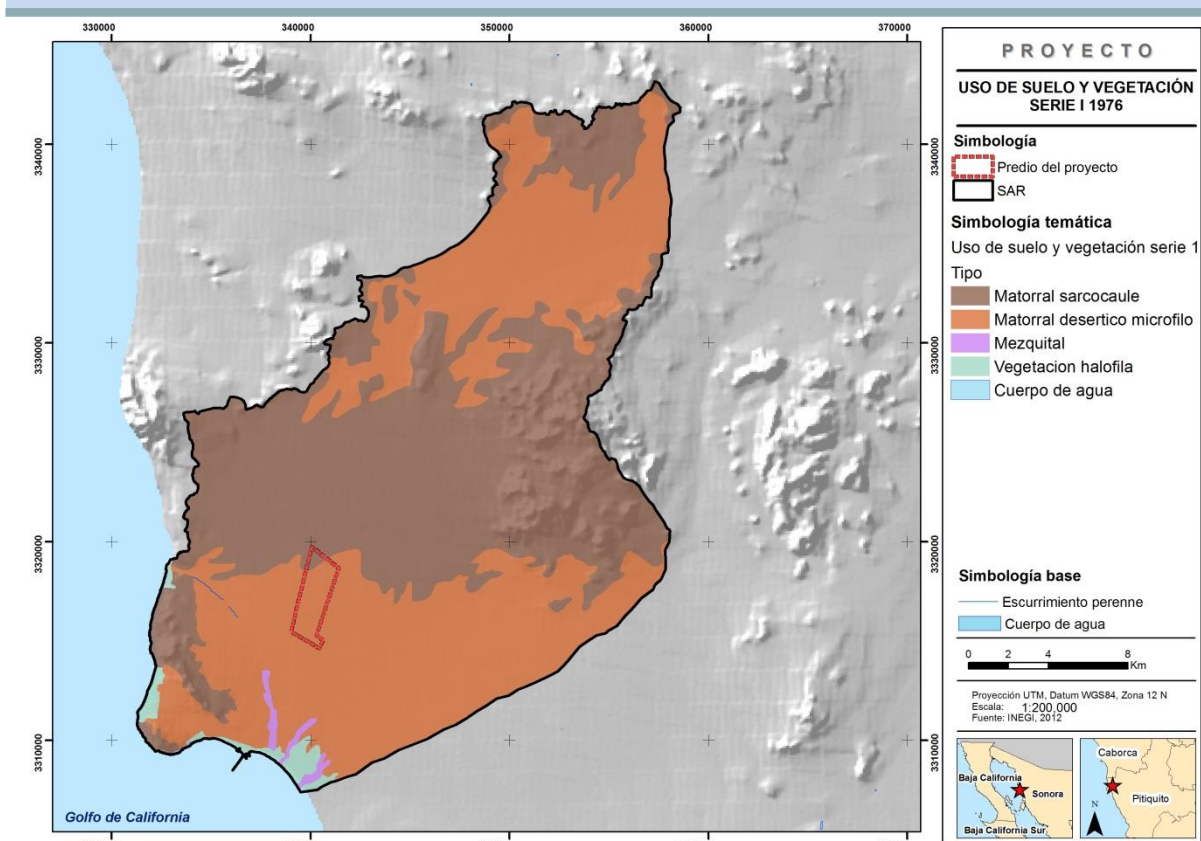 330000 340000 350000 360000 370000
3340000 3340000
3330000 3330000
3320000 3320000
3310000 3310000
Golfo de California
PROYECTO
USO DE SUELO Y VEGETACIÓN
SERIE I 1976
Simbología
Predio del proyecto
SAR
Simbología temática
Uso de suelo y vegetación serie 1
Tipo
Matorral sarcocaule
Matorral desertico microfilo
Mezquital
Vegetacion halofila
Cuerpo de agua
Simbología base
Escurrimiento perenne
Cuerpo de agua
0 2 4 8
Km
Proyección UTM, Datum WGS84, Zona 12 N
Escala: 1:200,000
Fuente: INEGI, 2012
Baja California
Sonora
Baja California Sur
Caborca
Pitiquito
N